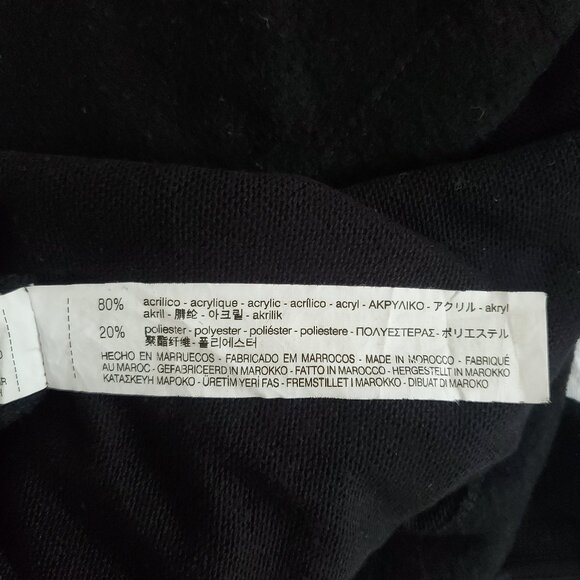 80% acrilico - acrylique - acrylic - acrílico - acryl - ΑΚΡΥΛΙΚΟ - アクリル - akryl
akril - 腈纶 - 아크릴 - akrilik
20% poliester - polyester - poliéster - poliestere - ΠΟΛΥΕΣΤΕΡΑΣ - ポリエステル
聚酯纤维 - 폴리에스터
HECHO EN MARRUECOS - FABRICADO EM MARROCOS - MADE IN MOROCCO - FABRIQUÉ
AU MAROC - GEFABRICEERD IN MAROKKO - FATTO IN MAROCCO - HERGESTELLT IN MAROKKO
ΚΑΤΑΣΚΕΥΗ ΜΑΡΟΚΟ - ÜRETİM YERİ FAS - FREMSTILLET I MAROKKO - DIBUAT DI MAROKO